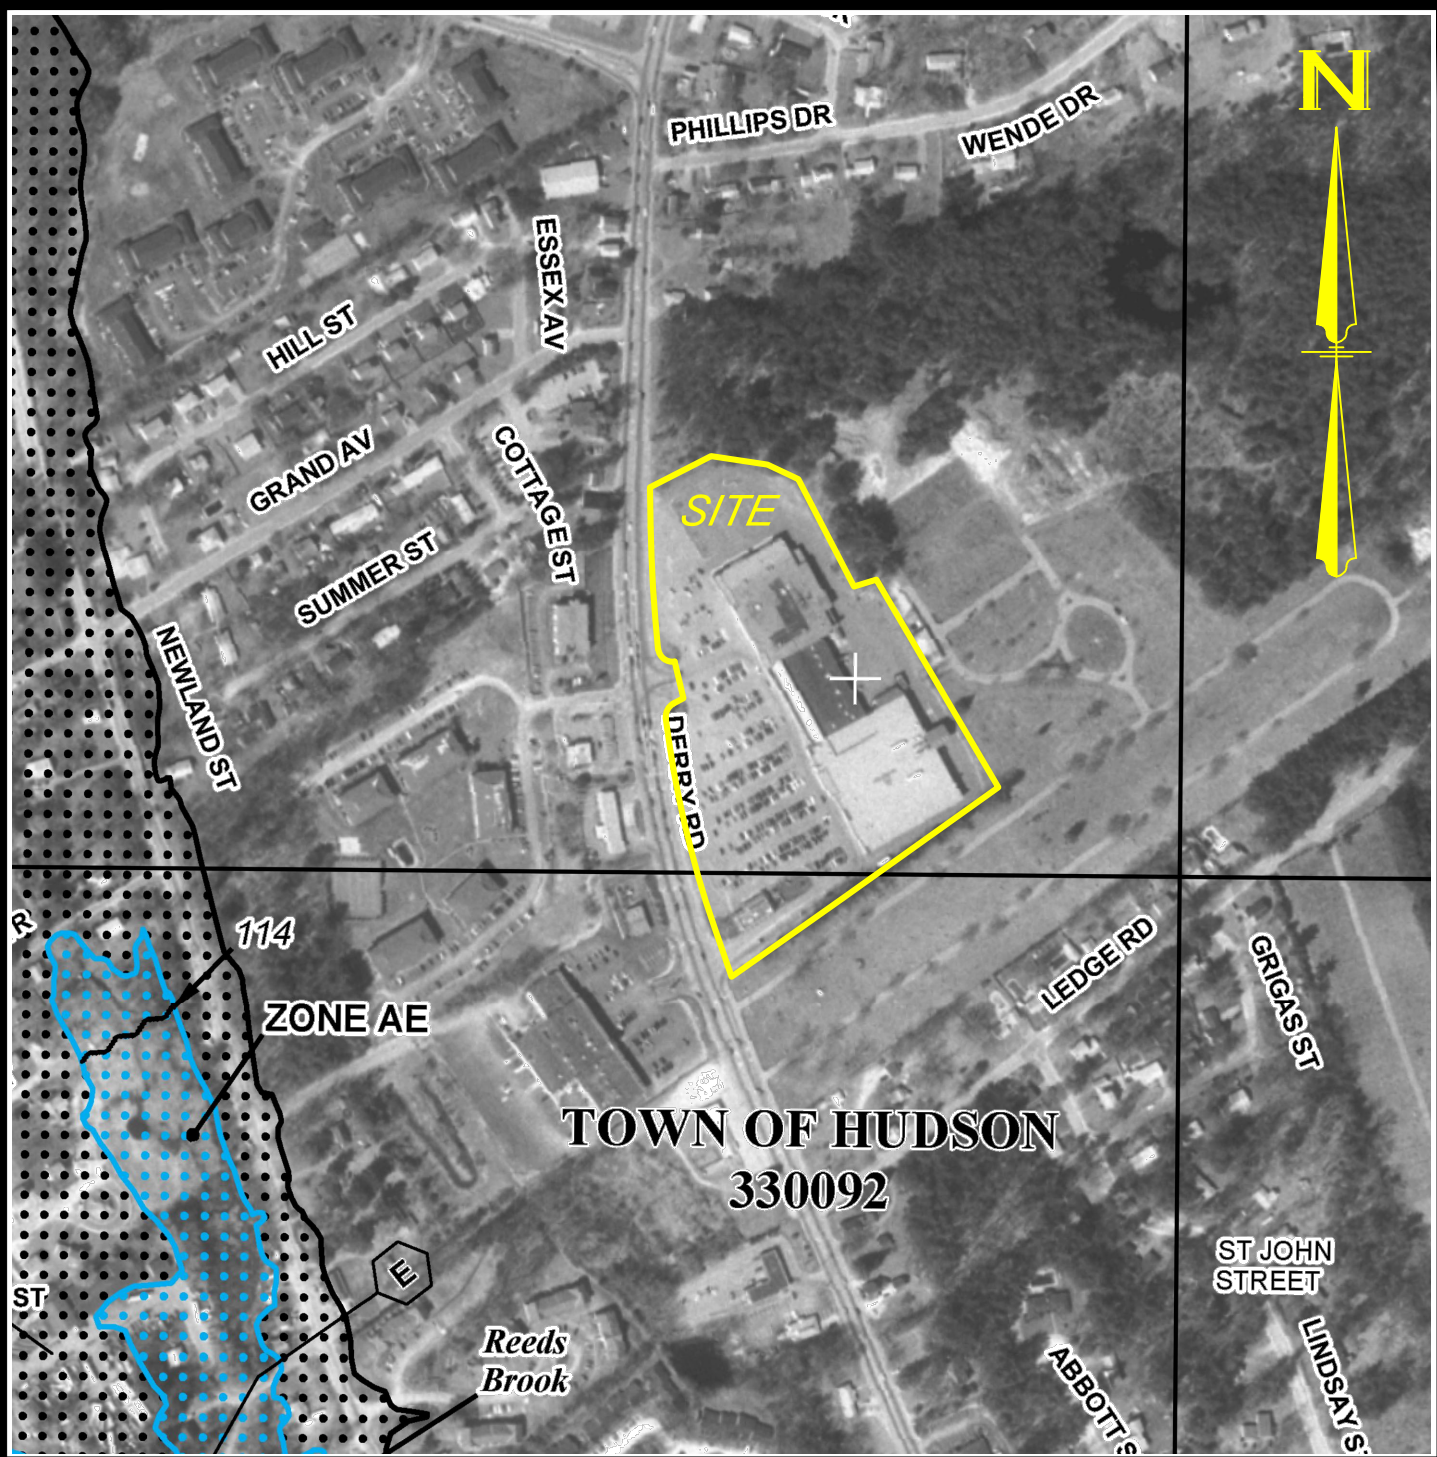 N
PHILLIPS DR
WENDE DR
ESSEX AV
HILL ST
GRAND AV
COTTAGE ST
SITE
SUMMER ST
NEWLAND ST
DERRY RD
R
114
ZONE AE
LEDGE RD
GRIGAS ST
TOWN OF HUDSON
330092
ST JOHN
STREET
E
ST
Reeds
Brook
ABBOTT S
LINDSAY S